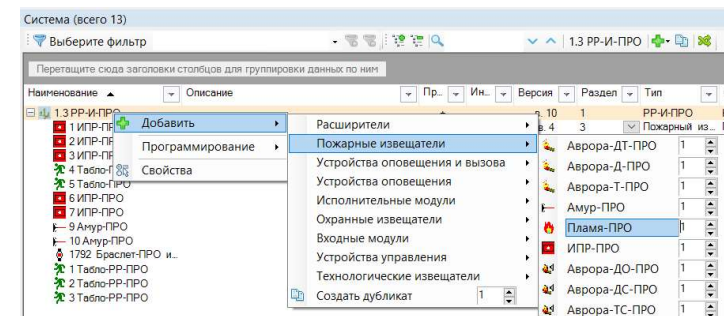 Система (всего 13)
Выберите фильтр
1.3 РР-И-ПРО
Перетащите сюда заголовки столбцов для группировки данных по ним
Наименование Описание Пр... Ин... Версия Раздел Тип
1.3 РР-И-ПРО в. 10 1 РР-И-ПРО
1 ИПР-ПР в. 4 3 Пожарный из...
2 ИПР-ПР
3 ИПР-ПР
4 Табло-Г
5 Табло-ПРО
6 ИПР-ПРО
7 ИПР-ПРО
9 Амур-ПРО
10 Амур-ПРО
1792 Браслет-ПРО и...
1 Табло-РР-ПРО
2 Табло-РР-ПРО
3 Табло-РР-ПРО
Добавить
Программирование
Свойства
Расширители
Пожарные извещатели
Устройства оповещения и вызова
Устройства оповещения
Исполнительные модули
Охранные извещатели
Входные модули
Устройства управления
Технологические извещатели
Создать дубликат 1
Аврора-ДТ-ПРО 1
Аврора-Д-ПРО 1
Аврора-Т-ПРО 1
Амур-ПРО 1
Пламя-ПРО 1
ИПР-ПРО 1
Аврора-ДО-ПРО 1
Аврора-ДС-ПРО 1
Аврора-ТС-ПРО 1